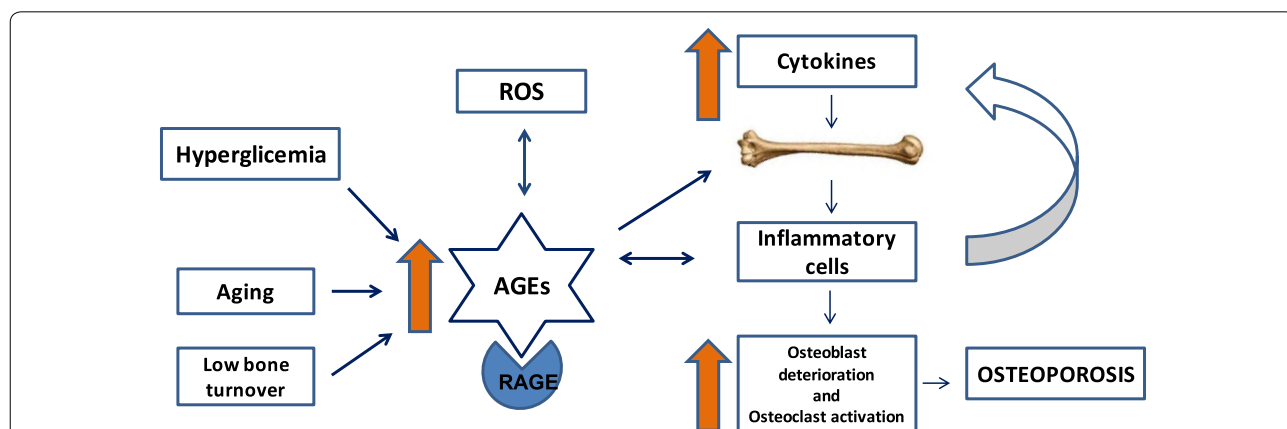 Cytokines
ROS
Hyperglicemia
Inflammatory
cells
Aging
AGEs
Low bone
turnover
RAGE
Osteoblast
deterioration
and
Osteoclast activation
OSTEOPOROSIS